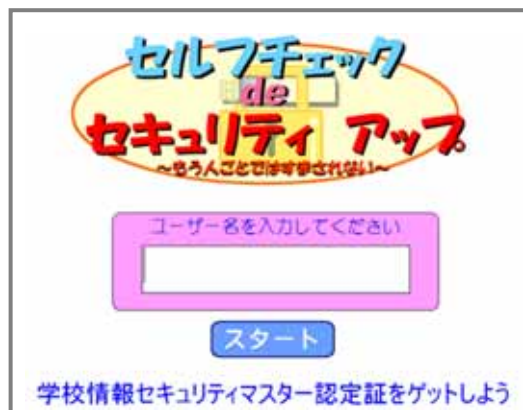 セルフチェック
de
セキュリティ アップ
～もう人ごとではすまされない～
ユーザー名を入力してください
スタート
学校情報セキュリティマスター認定証をゲットしよう